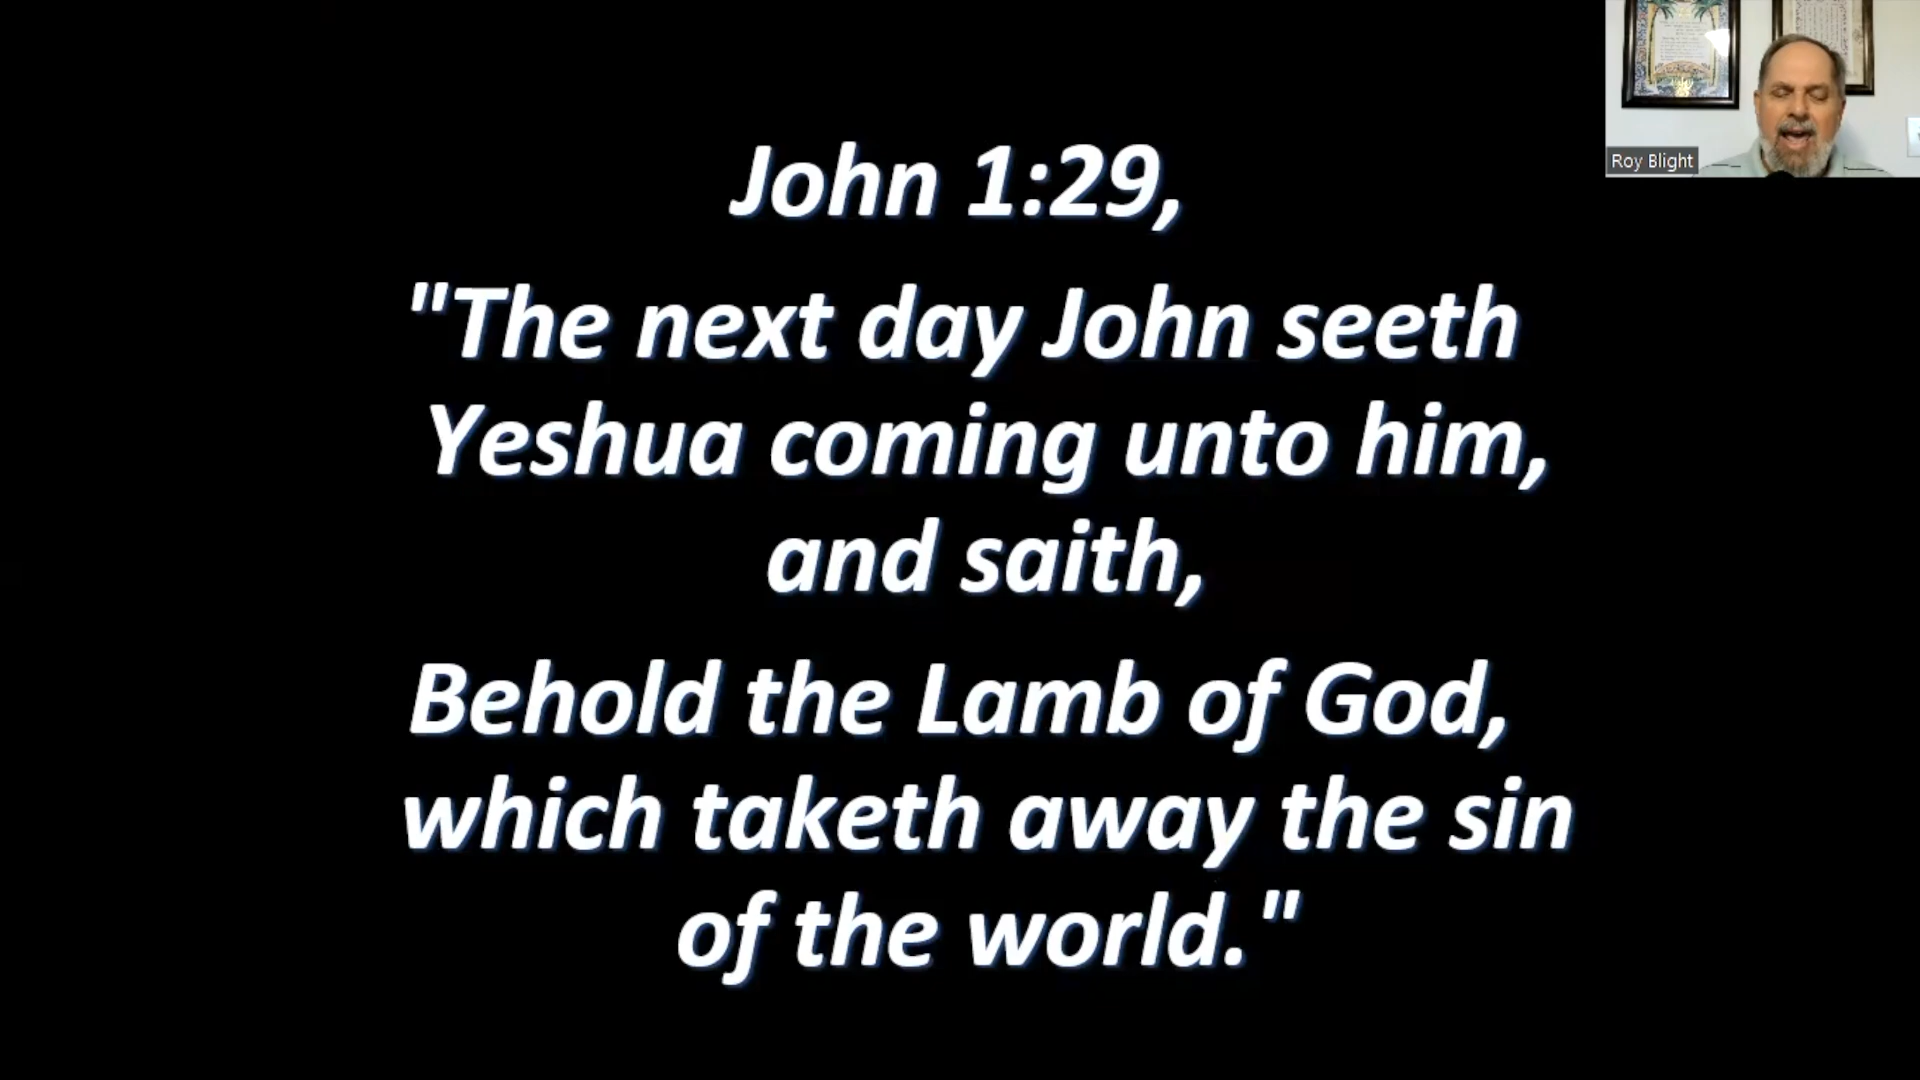 John 1:29,
"The next day John seeth
Yeshua coming unto him,
and saith,
Behold the Lamb of God,
which taketh away the sin
of the world."
Roy Blight